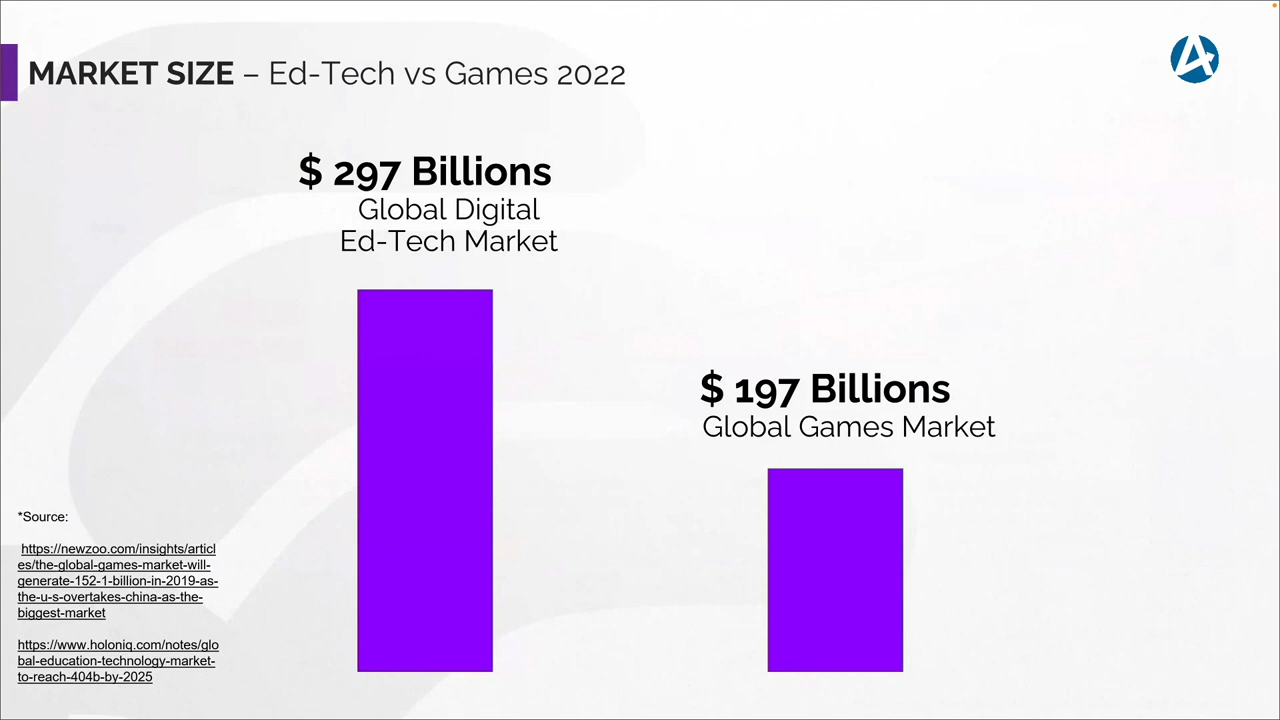 MARKET SIZE – Ed-Tech vs Games 2022
$ 297 Billions
Global Digital
Ed-Tech Market
$ 197 Billions
Global Games Market
*Source:
https://newzoo.com/insights/articl
es/the-global-games-market-will-
generate-152-1-billion-in-2019-as-
the-u-s-overtakes-china-as-the-
biggest-market
https://www.holoniq.com/notes/glo
bal-education-technology-market-
to-reach-404b-by-2025